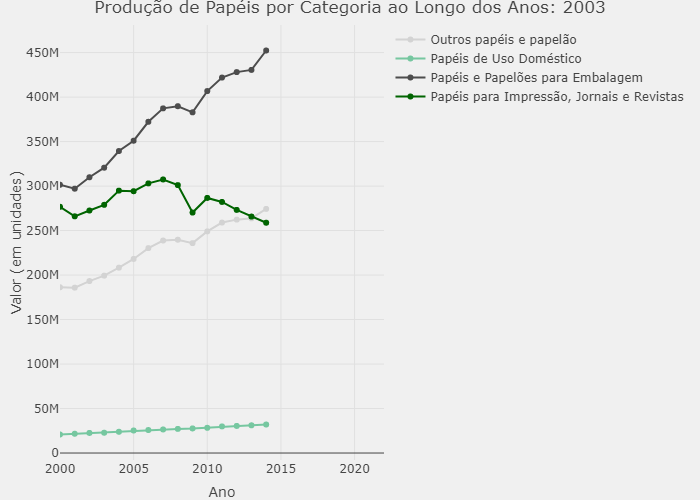 Produção de Papéis por Categoria ao Longo dos Anos: 2003
Outros papéis e papelão
Papéis de Uso Doméstico
Papéis e Papelões para Embalagem
Papéis para Impressão, Jornais e Revistas
Valor (em unidades)
450M
400M
350M
300M
250M
200M
150M
100M
50M
0
2000 2005 2010 2015 2020
Ano